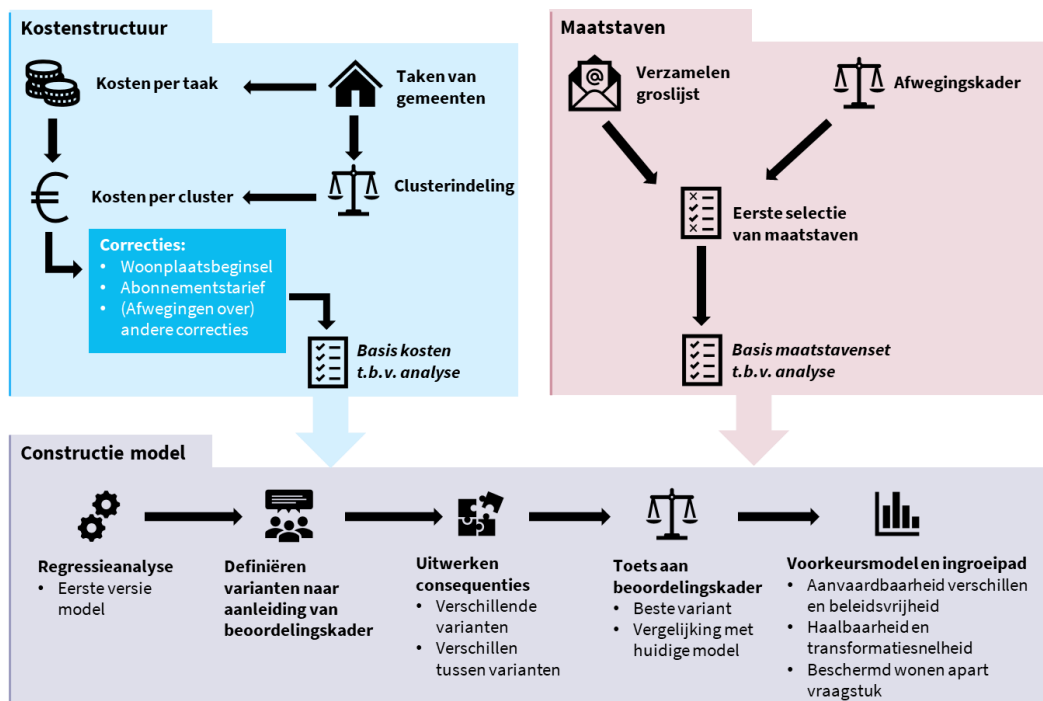 Kostenstructuur
Kosten per taak
Taken van
gemeenten
Kosten per cluster
Clusterindeling
Correcties:
• Woonplaatsbeginsel
• Abonnementstarief
• (Afwegingen over)
andere correcties
Basis kosten
t.b.v. analyse
Maatstaven
@
Verzamelen
groslijst
Afwegingskader
Eerste selectie
van maatstaven
Basis maatstavenset
t.b.v. analyse
Constructie model
Regressieanalyse
• Eerste versie
model
Definiëren
varianten naar
aanleiding van
beoordelingskader
Uitwerken
consequenties
• Verschillende
varianten
• Verschillen
tussen varianten
Toets aan
beoordelingskader
• Beste variant
• Vergelijking met
huidige model
Voorkeursmodel en ingroeipad
• Aanvaardbaarheid verschillen
en beleidsvrijheid
• Haalbaarheid en
transformatiesnelheid
• Beschermd wonen apart
vraagstuk